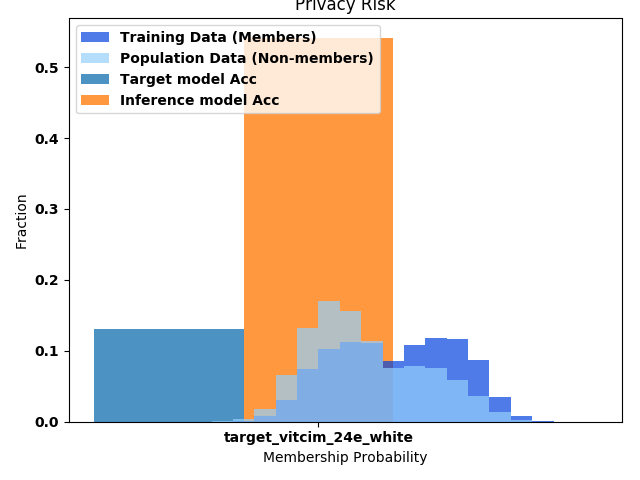 Privacy Risk
Training Data (Members)
Population Data (Non-members)
Target model Acc
Inference model Acc
0.5
0.4
0.3
0.2
0.1
0.0
Fraction
target_vitcim_24e_white
Membership Probability